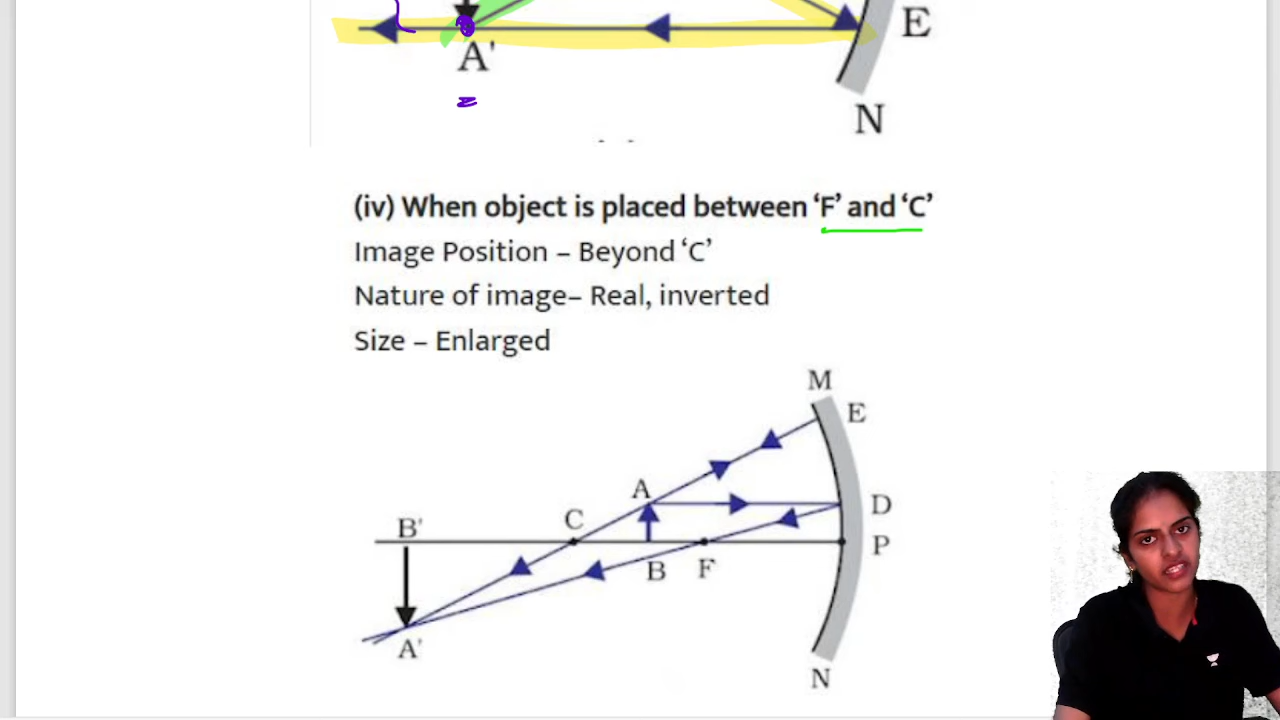 E
A'
N
(iv) When object is placed between ‘F’ and ‘C’
Image Position – Beyond ‘C’
Nature of image– Real, inverted
Size – Enlarged
M
E
A
D
C
B'
P
B
F
A'
N